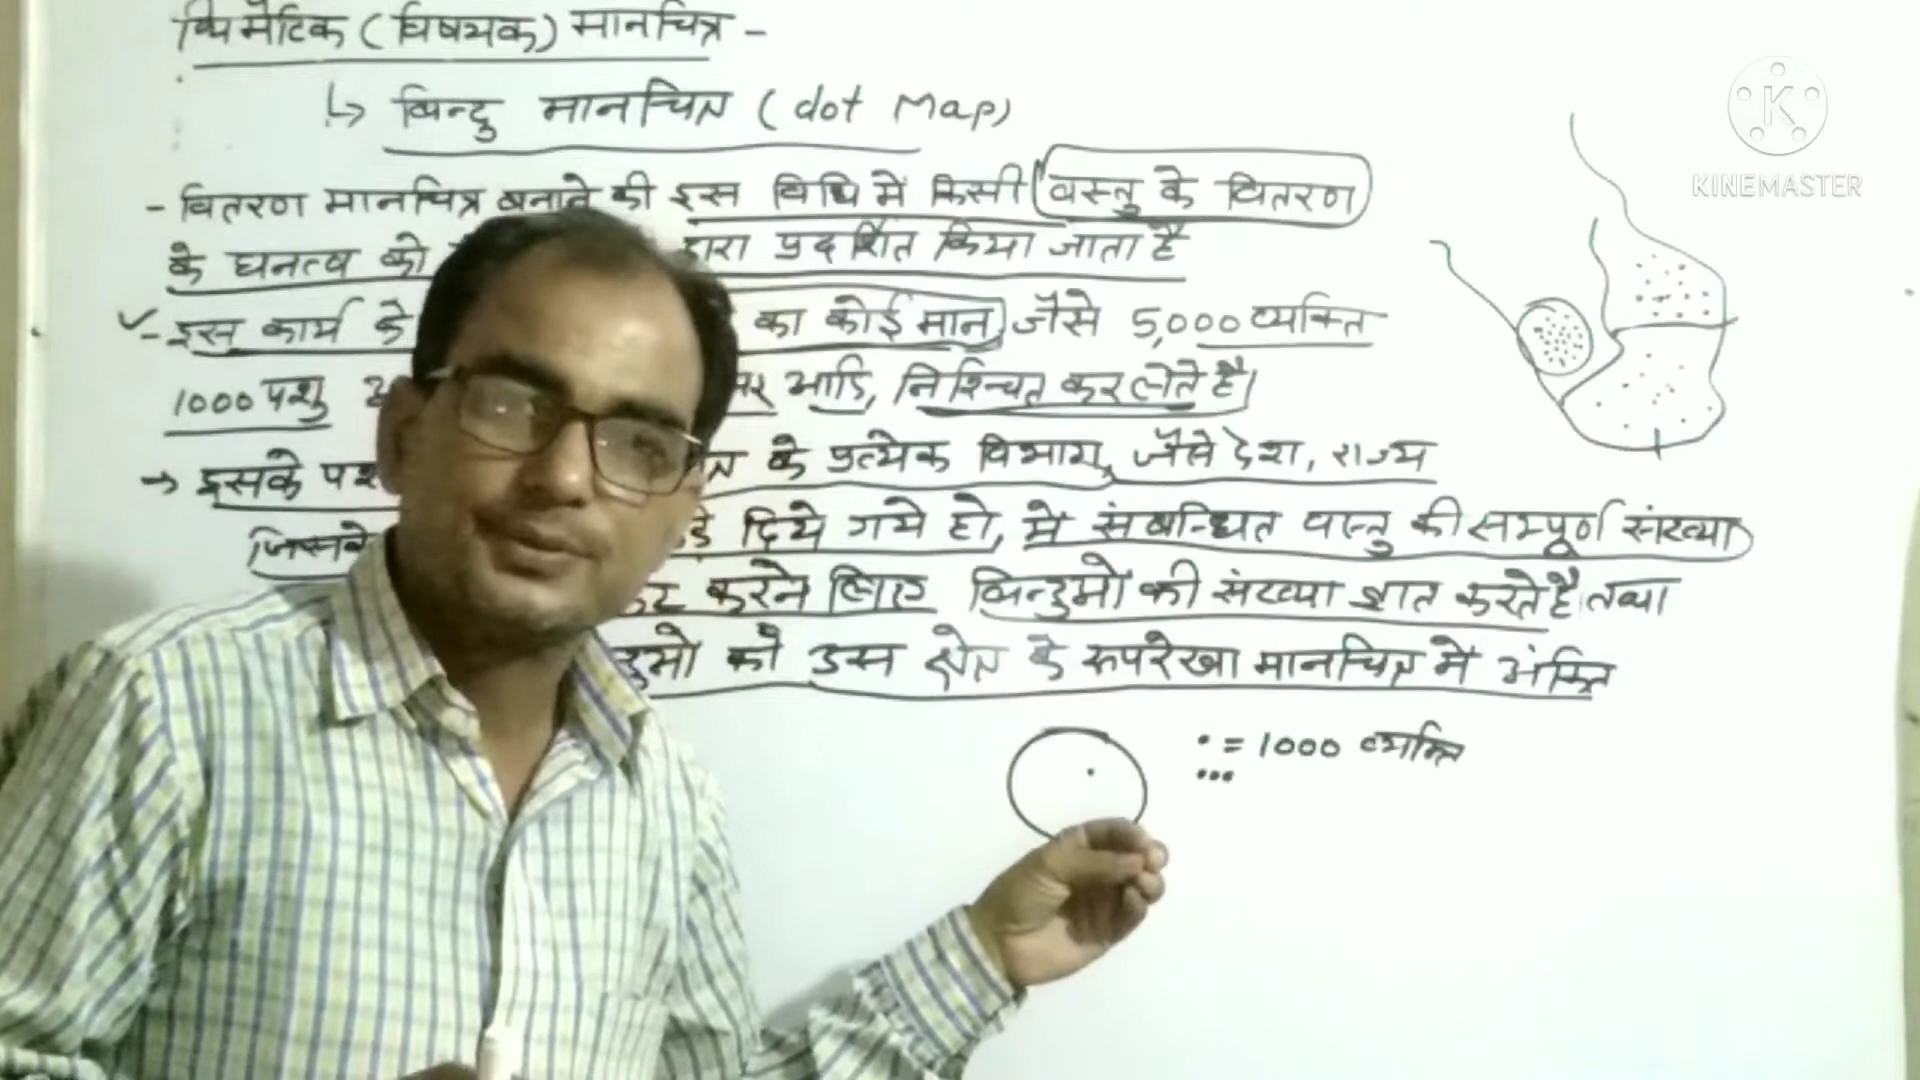 थिमेटिक (विषयक) मानचित्र -
↳ बिन्दु मानचित्र (dot Map)
- वितरण मानचित्र बनाने की इस विधि में किसी वस्तु के वितरण
के घनत्व को द्वारा प्रदर्शित किया जाता है
✓- इस कार्य के का कोई मान, जैसे 5,000 व्यक्ति
1000 पशु आदि, निश्चित कर लेते है।
→ इसके के प्रत्येक विभाग, जैसे देश, राज्य
जिसके दिये गये हो, में संबन्धित वस्तु की सम्पूर्ण संख्या
करने लिए बिन्दुओं की संख्या ज्ञात करते है। तथा
को उस क्षेत्र के रूपरेखा मानचित्र में अंकित
• = 1000 व्यक्ति
•••
K
KINEMASTER